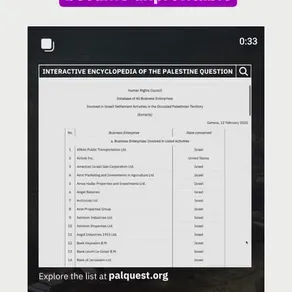 0:33
INTERACTIVE ENCYCLOPEDIA OF THE PALESTINE QUESTION
Human Rights Council
Database of All Business Enterprises
Involved in Israeli Settlement Activities in the Occupied Palestinian Territory
Geneva, 12 February 2020
No Business Enterprise State concerned
a. Business Enterprises Involved in Listed Activities
1 Afikim Public Transportation Ltd. Israel
2 Airbnb Inc. United States
3 American Israeli Gas Corporation Ltd. Israel
4 Amir Marketing and Investments in Agriculture Ltd. Israel
5 Amos Hadar Properties and Investments Ltd. Israel
6 Angel Bakeries Israel
7 Archivists Ltd. Israel
8 Ariel Properties Group Israel
9 Ashtrom Industries Ltd. Israel
10 Ashtrom Properties Ltd. Israel
11 Avgol Industries 1953 Ltd. Israel
12 Bank Hapoalim B.M. Israel
13 Bank Leumi Le-Israel B.M. Israel
14 Bank of Jerusalem Ltd. Israel
Explore the list at palquest.org